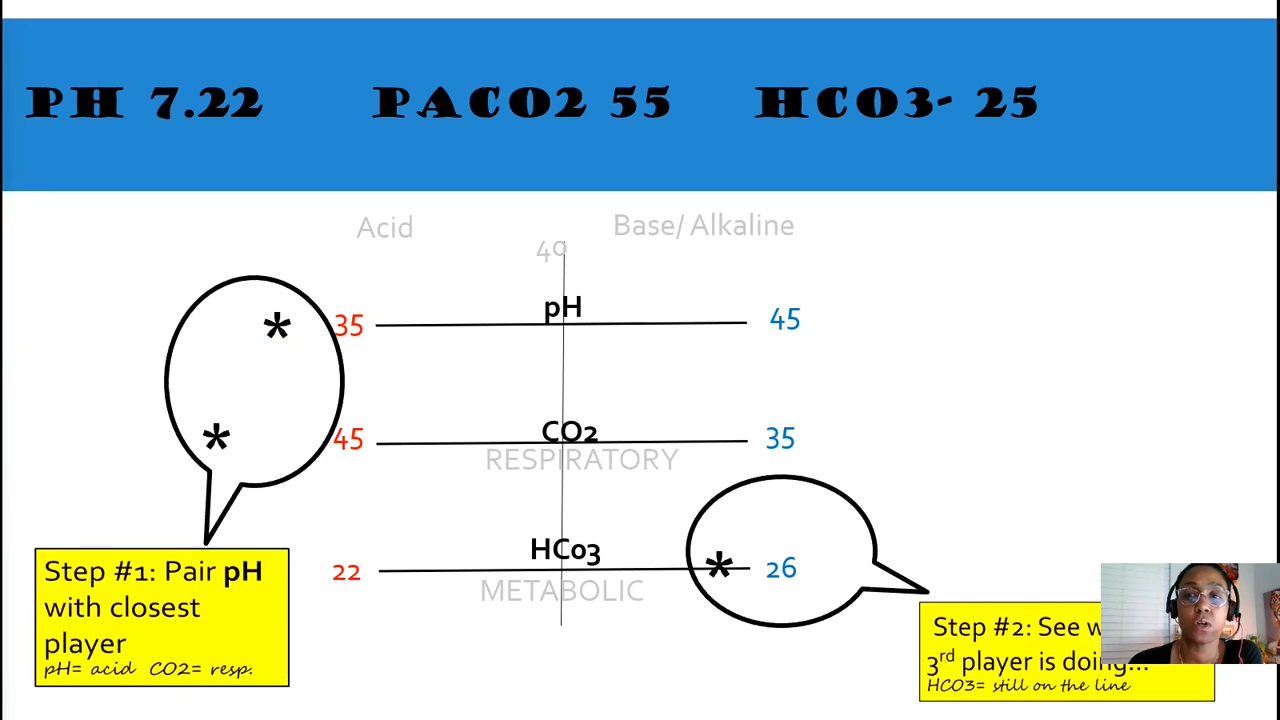 PH 7.22 PACO2 55 HCO3- 25
Acid Base/ Alkaline
40
pH
35 45
*
CO2
45 35
*
RESPIRATORY
HCo3
22 * 26
METABOLIC
Step #1: Pair pH
with closest
player
pH= acid CO2= resp.
Step #2: See
3rd player is doing...
HCO3= still on the line